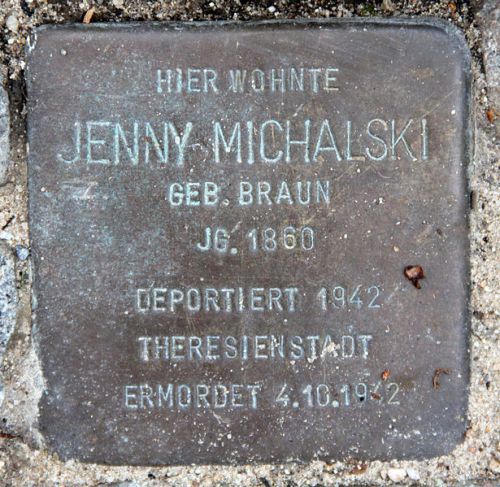 HIER WOHNTE
JENNY MICHALSKI
GEB. BRAUN
JG. 1860
DEPORTIERT 1942
THERESIENSTADT
ERMORDET 4.10.1942